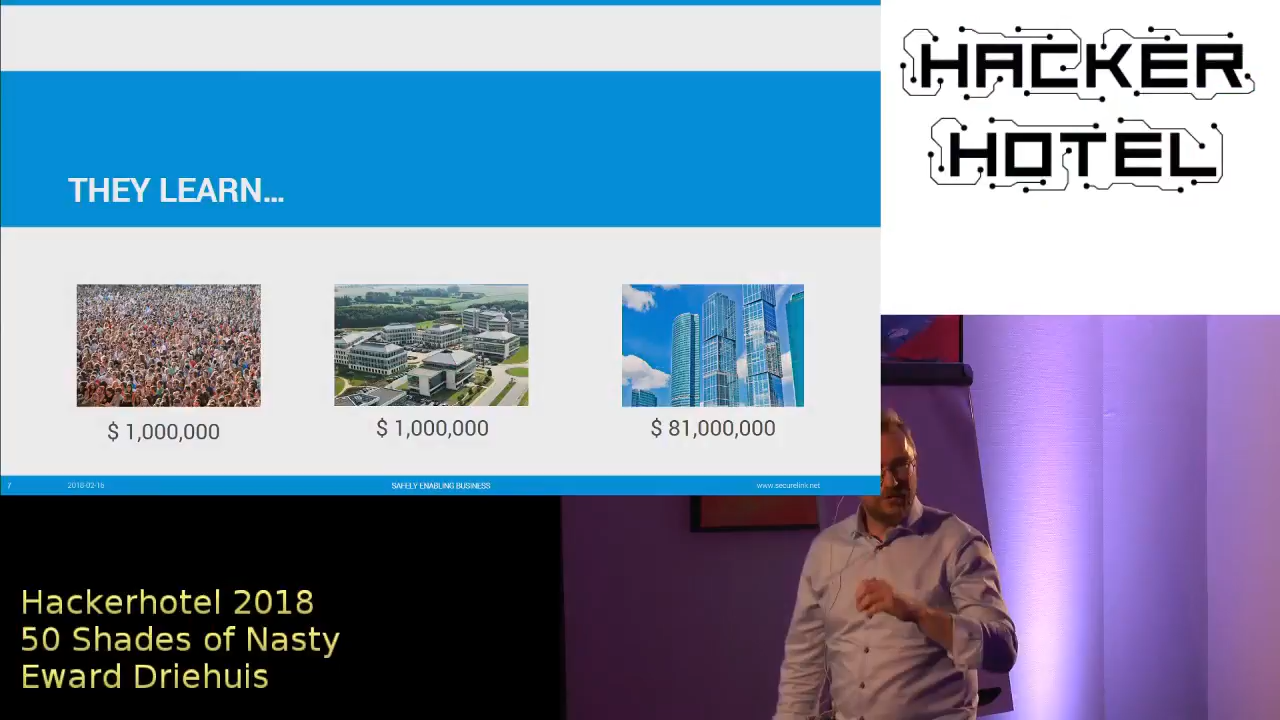 THEY LEARN...
$ 1,000,000
$ 1,000,000
$ 81,000,000
7
2018-02-16
SAFELY ENABLING BUSINESS
www.securelink.net
HACKER
HOTEL
Hackerhotel 2018
50 Shades of Nasty
Eward Driehuis